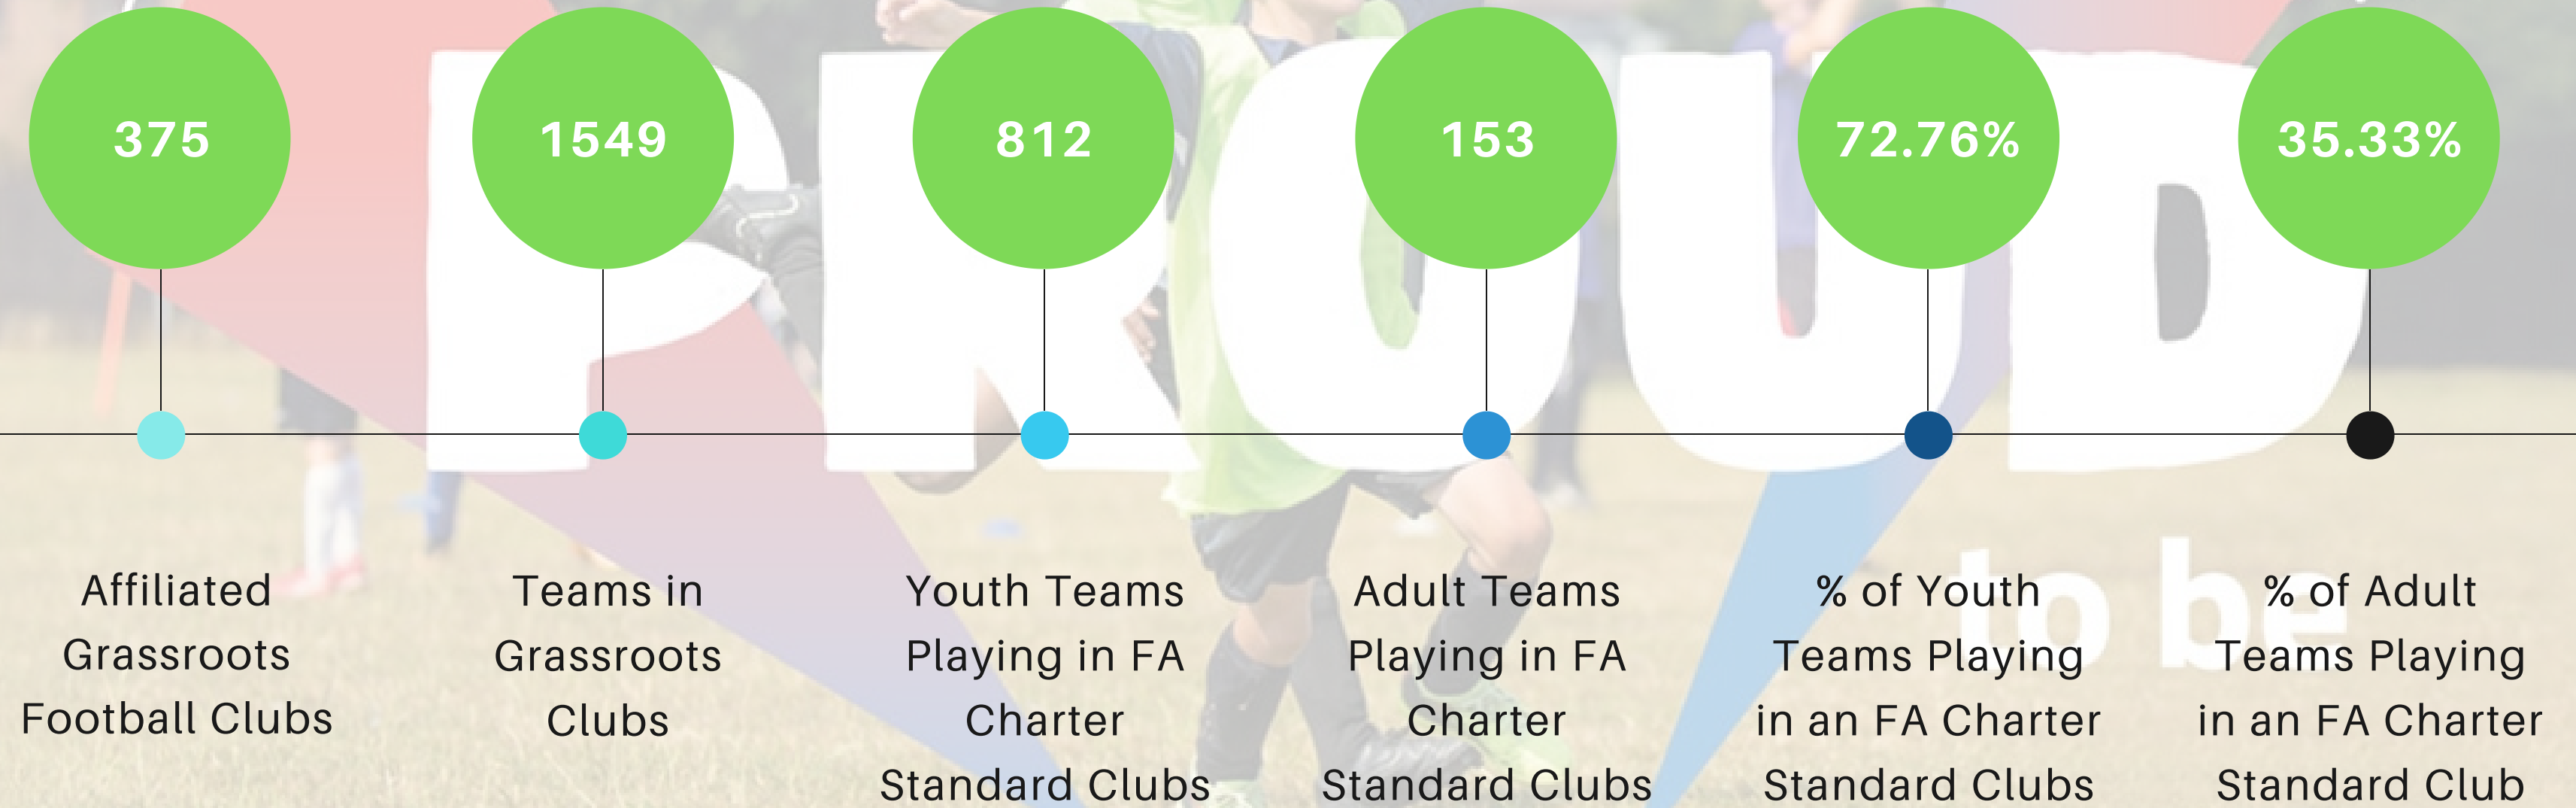 PROUD
to be
375
1549
812
153
72.76%
35.33%
Affiliated
Grassroots
Football Clubs
Teams in
Grassroots
Clubs
Youth Teams
Playing in FA
Charter
Standard Clubs
Adult Teams
Playing in FA
Charter
Standard Clubs
% of Youth
Teams Playing
in an FA Charter
Standard Clubs
% of Adult
Teams Playing
in an FA Charter
Standard Club